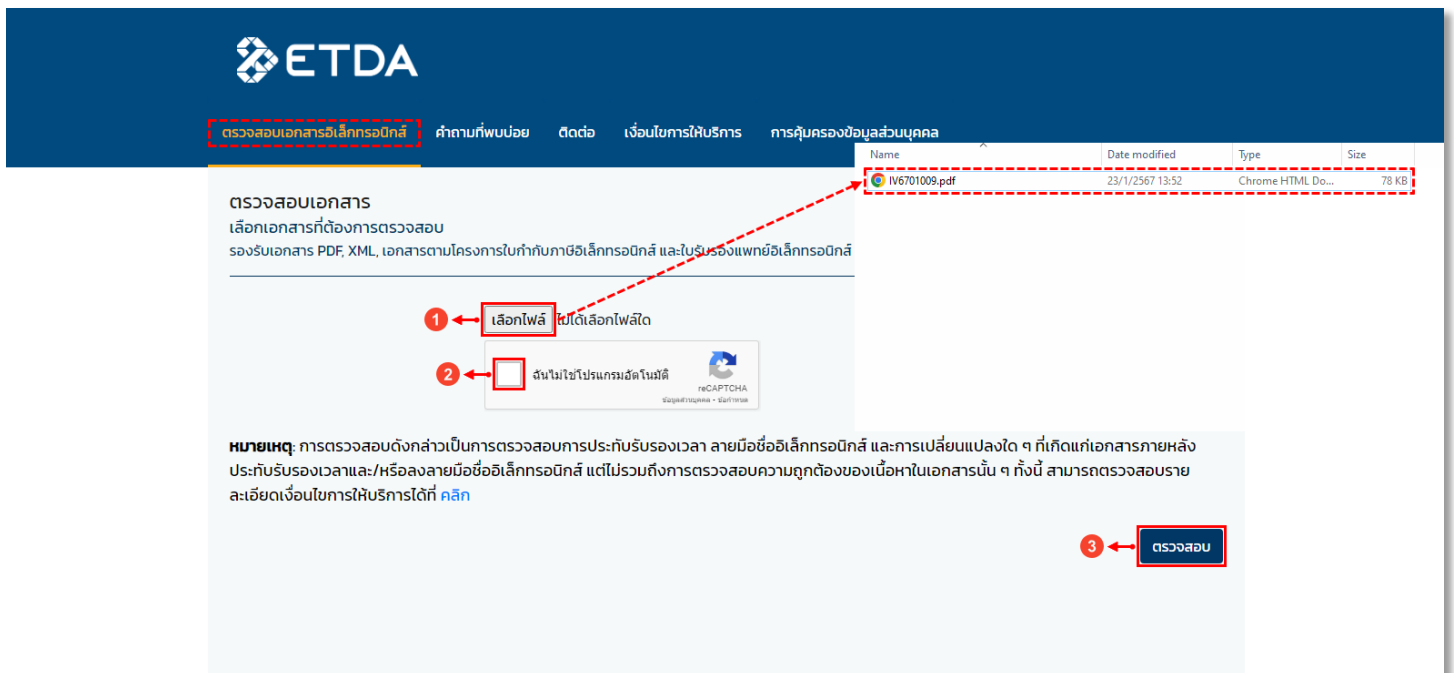 ETDA
ตรวจสอบเอกสารอิเล็กทรอนิกส์ คำถามที่พบบ่อย ติดต่อ เงื่อนไขการให้บริการ การคุ้มครองข้อมูลส่วนบุคคล
Name Date modified Type Size
IV6701009.pdf 23/1/2567 13:52 Chrome HTML Do... 78 KB
ตรวจสอบเอกสาร
เลือกเอกสารที่ต้องการตรวจสอบ
รองรับเอกสาร PDF, XML, เอกสารตามโครงการใบกำกับภาษีอิเล็กทรอนิกส์ และใบรับรองแพทย์อิเล็กทรอนิกส์
1 เลือกไฟล์ ไม่ได้เลือกไฟล์ใด
2 ฉันไม่ใช่โปรแกรมอัตโนมัติ
reCAPTCHA
ข้อมูลส่วนบุคคล - ข้อกำหนด
หมายเหตุ: การตรวจสอบดังกล่าวเป็นการตรวจสอบการประทับรับรองเวลา ลายมือชื่ออิเล็กทรอนิกส์ และการเปลี่ยนแปลงใด ๆ ที่เกิดแก่เอกสารภายหลัง
ประทับรับรองเวลาและ/หรือลงลายมือชื่ออิเล็กทรอนิกส์ แต่ไม่รวมถึงการตรวจสอบความถูกต้องของเนื้อหาในเอกสารนั้น ๆ ทั้งนี้ สามารถตรวจสอบราย
ละเอียดเงื่อนไขการให้บริการได้ที่ คลิก
3 ตรวจสอบ